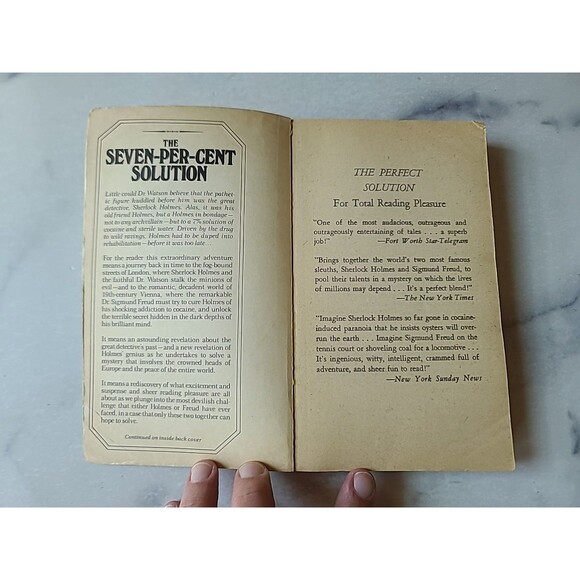 THE
SEVEN-PER-CENT
SOLUTION
Little could Dr. Watson believe that the pathet-
ic figure huddled before him was the great
detective, Sherlock Holmes. Alas, it was his
old friend Holmes, but a Holmes in bondage—
not to any archvillain—but to a 7% solution of
cocaine and sterile water. Driven by the drug
to wild ravings, Holmes had to be duped into
rehabilitation—before it was too late . . .
For the reader this extraordinary adventure
means a journey back in time to the fog-bound
streets of London, where Sherlock Holmes and
the faithful Dr. Watson stalk the minions of
evil—and to the romantic, decadent world of
19th-century Vienna, where the remarkable
Dr. Sigmund Freud must try to cure Holmes of
his shocking addiction to cocaine, and unlock
the terrible secret hidden in the dark depths of
his brilliant mind.
It means an astounding revelation about the
great detective's past—and a new revelation of
Holmes' genius as he undertakes to solve a
mystery that involves the crowned heads of
Europe and the peace of the entire world.
It means a rediscovery of what excitement and
suspense and sheer reading pleasure are all
about as we plunge into the most devilish chal-
lenge that either Holmes or Freud have ever
faced, in a case that only these two together can
hope to solve.
Continued on inside back cover
THE PERFECT
SOLUTION
For Total Reading Pleasure
"One of the most audacious, outrageous and
outrageously entertaining of tales . . . a superb
job!" —Fort Worth Star-Telegram
"Brings together the world's two most famous
sleuths, Sherlock Holmes and Sigmund Freud, to
pool their talents in a mystery on which the lives
of millions may depend . . . It's a perfect blend!"
—The New York Times
"Imagine Sherlock Holmes so far gone in cocaine-
induced paranoia that he insists oysters will over-
run the earth . . . Imagine Sigmund Freud on the
tennis court or shoveling coal for a locomotive . . .
It's ingenious, witty, intelligent, crammed full of
adventure, and sheer fun to read!"
—New York Sunday News